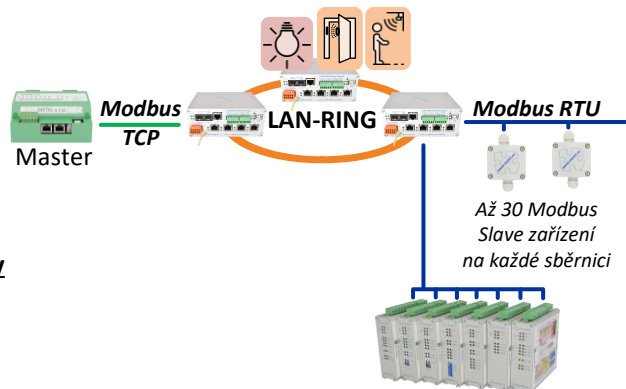 Modbus
TCP
LAN-RING
Modbus RTU
Master
Až 30 Modbus
Slave zařízení
na každé sběrnici